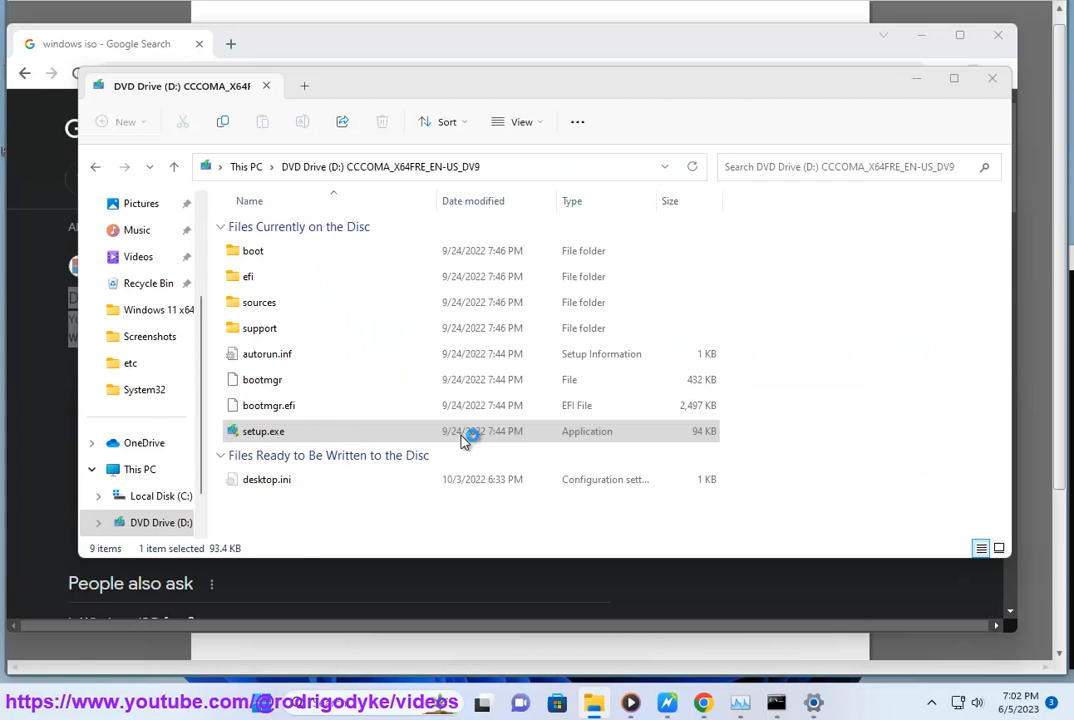 windows iso - Google Search
DVD Drive (D:) CCCOMA_X64F
New
Sort
View
This PC
DVD Drive (D:) CCCOMA_X64FRE_EN-US_DV9
Search DVD Drive (D:) CCCOMA_X64FRE_EN-US_DV9
Name Date modified Type Size
Pictures
Music
Videos
Recycle Bin
Windows 11 x64
Screenshots
etc
System32
OneDrive
This PC
Local Disk (C:)
DVD Drive (D:)
Files Currently on the Disc
boot 9/24/2022 7:46 PM File folder
efi 9/24/2022 7:46 PM File folder
sources 9/24/2022 7:46 PM File folder
support 9/24/2022 7:46 PM File folder
autorun.inf 9/24/2022 7:44 PM Setup Information 1 KB
bootmgr 9/24/2022 7:44 PM File 432 KB
bootmgr.efi 9/24/2022 7:44 PM EFI File 2,497 KB
setup.exe 9/24/2022 7:44 PM Application 94 KB
Files Ready to Be Written to the Disc
desktop.ini 10/3/2022 6:33 PM Configuration sett... 1 KB
9 items 1 item selected 93.4 KB
People also ask
https://www.youtube.com/@rodrigodyke/videos
7:02 PM
6/5/2023
3